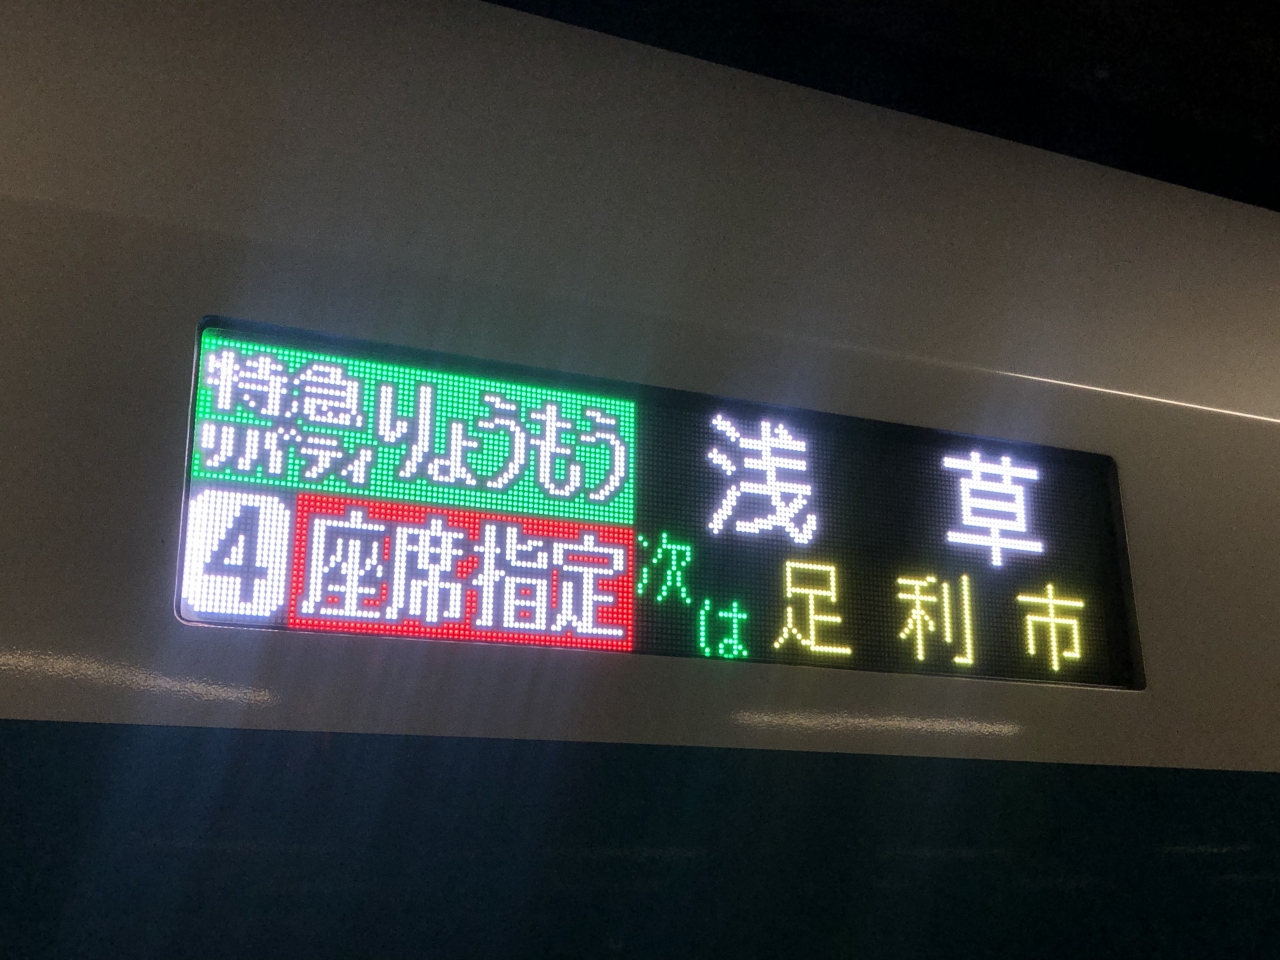 特急 りょうもう
リバティ
4 座席指定
浅草
次は 足利市